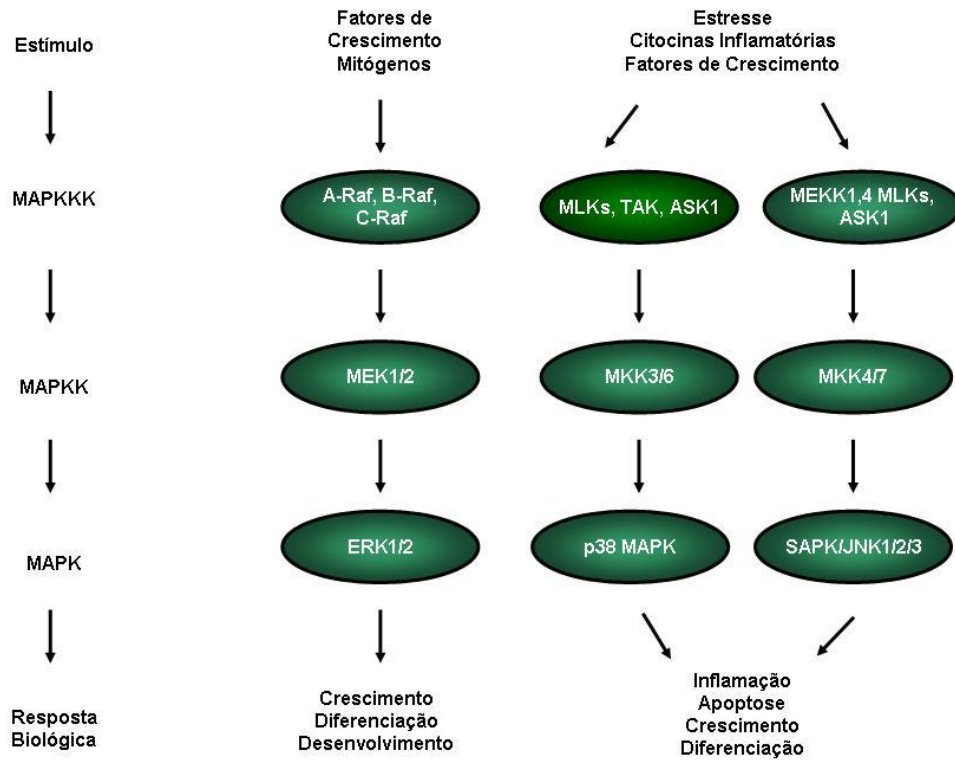 Estímulo
Fatores de
Crescimento
Mitógenos
Estresse
Citocinas Inflamatórias
Fatores de Crescimento
MAPKKK
A-Raf, B-Raf,
C-Raf
MLKs, TAK, ASK1
MEKK1,4 MLKs,
ASK1
MAPKK
MEK1/2
MKK3/6
MKK4/7
MAPK
ERK1/2
p38 MAPK
SAPK/JNK1/2/3
Resposta
Biológica
Crescimento
Diferenciação
Desenvolvimento
Inflamação
Apoptose
Crescimento
Diferenciação